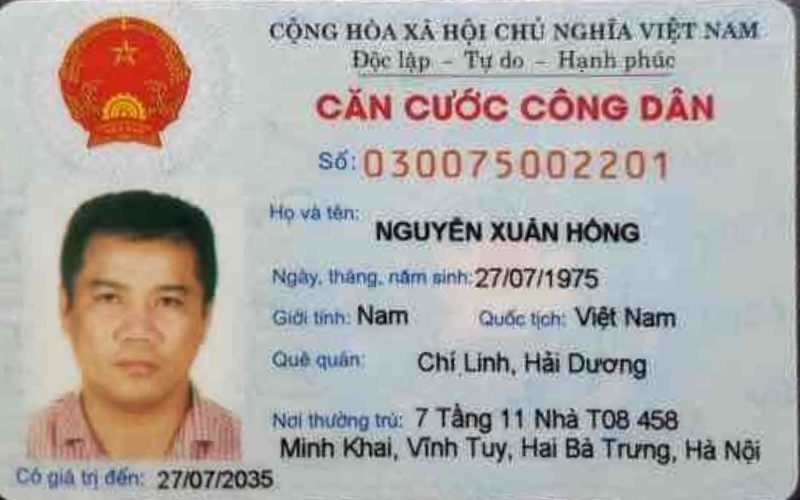 CỘNG HÒA XÃ HỘI CHỦ NGHĨA VIỆT NAM
Độc lập - Tự do - Hạnh phúc
CĂN CƯỚC CÔNG DÂN
Số: 030075002201
Họ và tên:
NGUYỄN XUÂN HỒNG
Ngày, tháng, năm sinh: 27/07/1975
Giới tính: Nam Quốc tịch: Việt Nam
Quê quán: Chí Linh, Hải Dương
Nơi thường trú: 7 Tầng 11 Nhà T08 458
Minh Khai, Vĩnh Tuy, Hai Bà Trưng, Hà Nội
Có giá trị đến: 27/07/2035